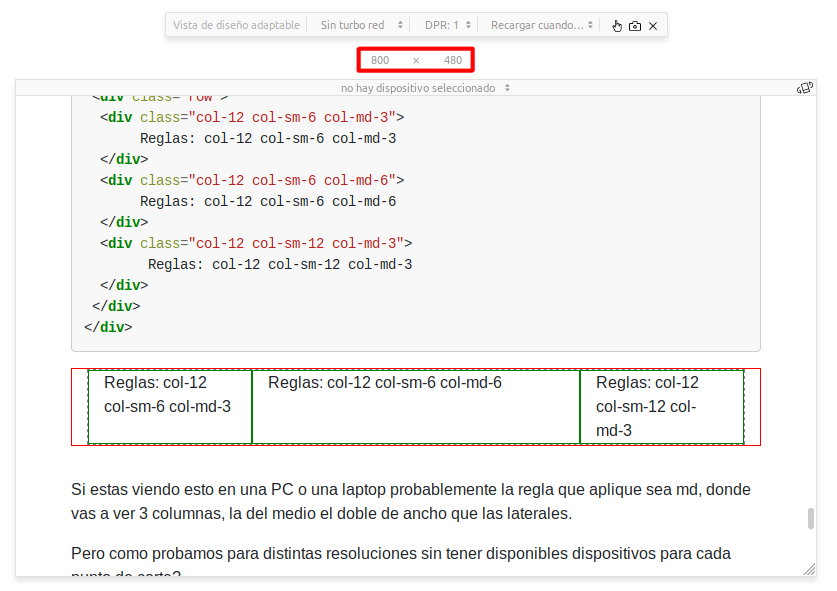 Vista de diseño adaptable Sin turbo red DPR: 1 Recargar cuando...
800 × 480
no hay dispositivo seleccionado
<div class="row">
<div class="col-12 col-sm-6 col-md-3">
Reglas: col-12 col-sm-6 col-md-3
</div>
<div class="col-12 col-sm-6 col-md-6">
Reglas: col-12 col-sm-6 col-md-6
</div>
<div class="col-12 col-sm-12 col-md-3">
Reglas: col-12 col-sm-12 col-md-3
</div>
</div>
</div>
Reglas: col-12
col-sm-6 col-md-3
Reglas: col-12 col-sm-6 col-md-6
Reglas: col-12
col-sm-12 col-
md-3
Si estas viendo esto en una PC o una laptop probablemente la regla que aplique sea md, donde
vas a ver 3 columnas, la del medio el doble de ancho que las laterales.
Pero como probamos para distintas resoluciones sin tener disponibles dispositivos para cada
punto de corte?